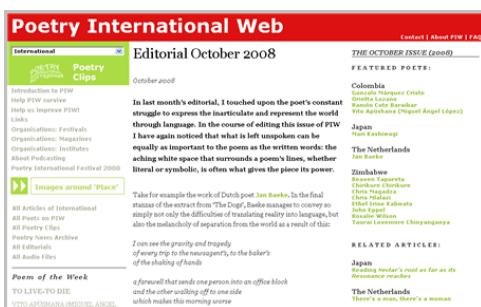 Poetry International Web
Contact | About PIW | FAQ
International
POETRY
Poetry
Clips
Introduction to PIW
Help PIW survive
Help us improve PIW!
Links
Organisations: Festivals
Organisations: Magazines
Organisations: Institutes
About Podcasting
Poetry International Festival 2008
Images around 'Place'
All Articles of International
All Poets on PIW
All Poetry Clips
Poetry News Archive
All Editorials
All Audio Files
Poem of the Week
TO LIVE-TO DIE
VITO APÜSHANA (MIGUEL ANGEL
Editorial October 2008
October 2008
In last month's editorial, I touched upon the poet's constant
struggle to express the inarticulate and represent the world
through language. In the course of editing this issue of PIW
I have again noticed that what is left unspoken can be
equally as important to the poem as the written words: the
aching white space that surrounds a poem's lines, whether
literal or symbolic, is often what gives the piece its power.
Take for example the work of Dutch poet Jan Baeke. In the final
stanzas of the extract from 'The Dogs', Baeke manages to convey so
simply not only the difficulties of translating reality into language, but
also the melancholy of separation from the world as a result of this:
I can see the gravity and tragedy
of every trip to the newsagent's, to the baker's
of the shaking of hands
a farewell that sends one person into an office block
and the other walking off to one side
which makes this morning worse
THE OCTOBER ISSUE (2008)
FEATURED POETS:
Colombia
Gonzalo Márquez Cristo
Orietta Lozano
Ramón Cote Baraibar
Vito Apüshana (Miguel Ángel López)
Japan
Mari Kashiwagi
The Netherlands
Jan Baeke
Zimbabwe
Beaven Tapureta
Chirikure Chirikure
Chris Magadza
Chris Mlalazi
Ethel Irene Kabwato
John Eppel
Rosalie Wilson
Taurai Lovemore Chinyanganya
RELATED ARTICLES:
Japan
Reading Nectar's road as far as its
Resonance reaches
The Netherlands
There's a man, there's a woman